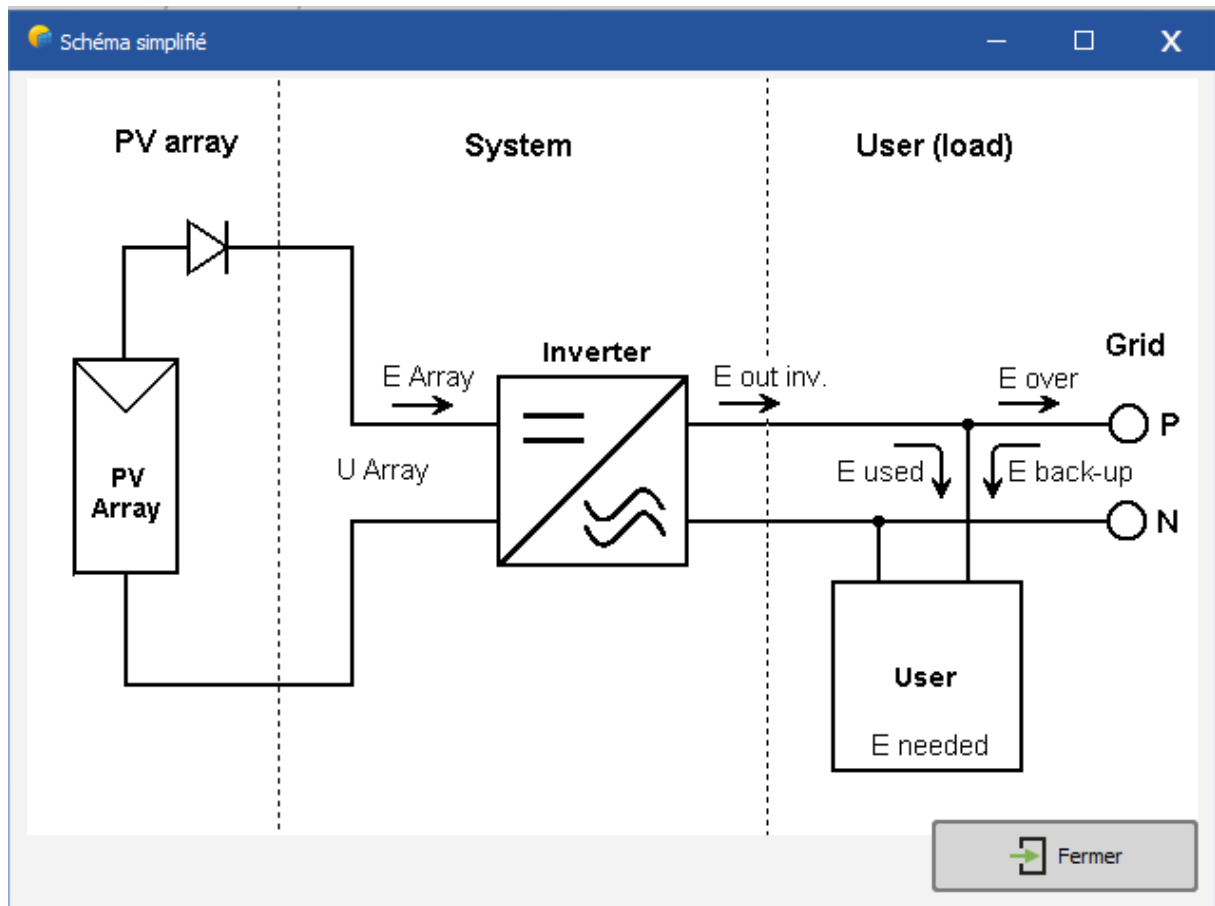 Schéma simplifié
PV array
System
User (load)
Inverter
Grid
E Array
E out inv.
E over
P
U Array
E used
E back-up
PV
Array
N
User
E needed
Fermer